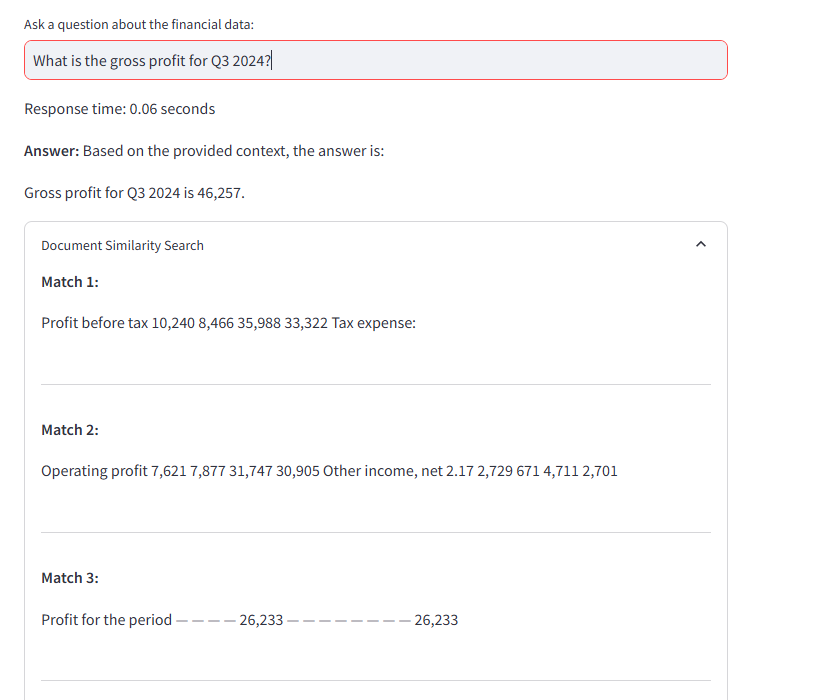 Ask a question about the financial data:
What is the gross profit for Q3 2024?
Response time: 0.06 seconds
Answer: Based on the provided context, the answer is:
Gross profit for Q3 2024 is 46,257.
Document Similarity Search
Match 1:
Profit before tax 10,240 8,466 35,988 33,322 Tax expense:
Match 2:
Operating profit 7,621 7,877 31,747 30,905 Other income, net 2.17 2,729 671 4,711 2,701
Match 3:
Profit for the period — — — — 26,233 — — — — — — — — 26,233